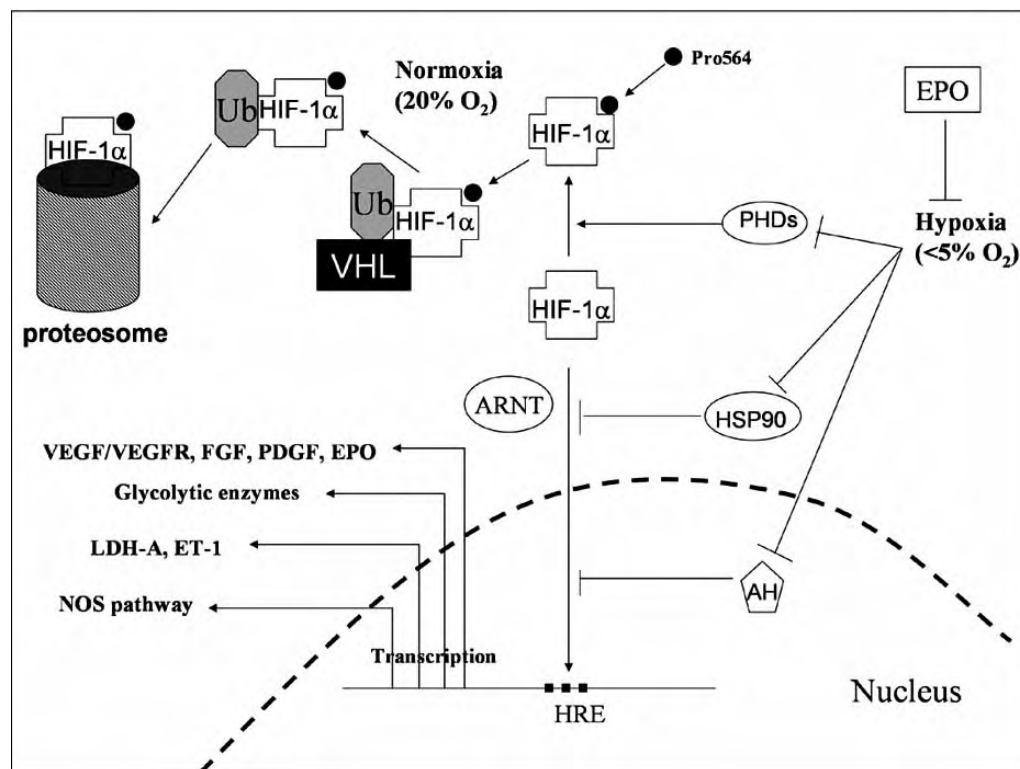 Pro564
Normoxia
(20% O₂)
EPO
Ub
HIF-1α
HIF-1α
HIF-1α
Ub
HIF-1α
PHDs
Hypoxia
(<5% O₂)
VHL
HIF-1α
proteosome
ARNT
HSP90
VEGF/VEGFR, FGF, PDGF, EPO
Glycolytic enzymes
LDH-A, ET-1
AH
NOS pathway
Transcription
Nucleus
HRE